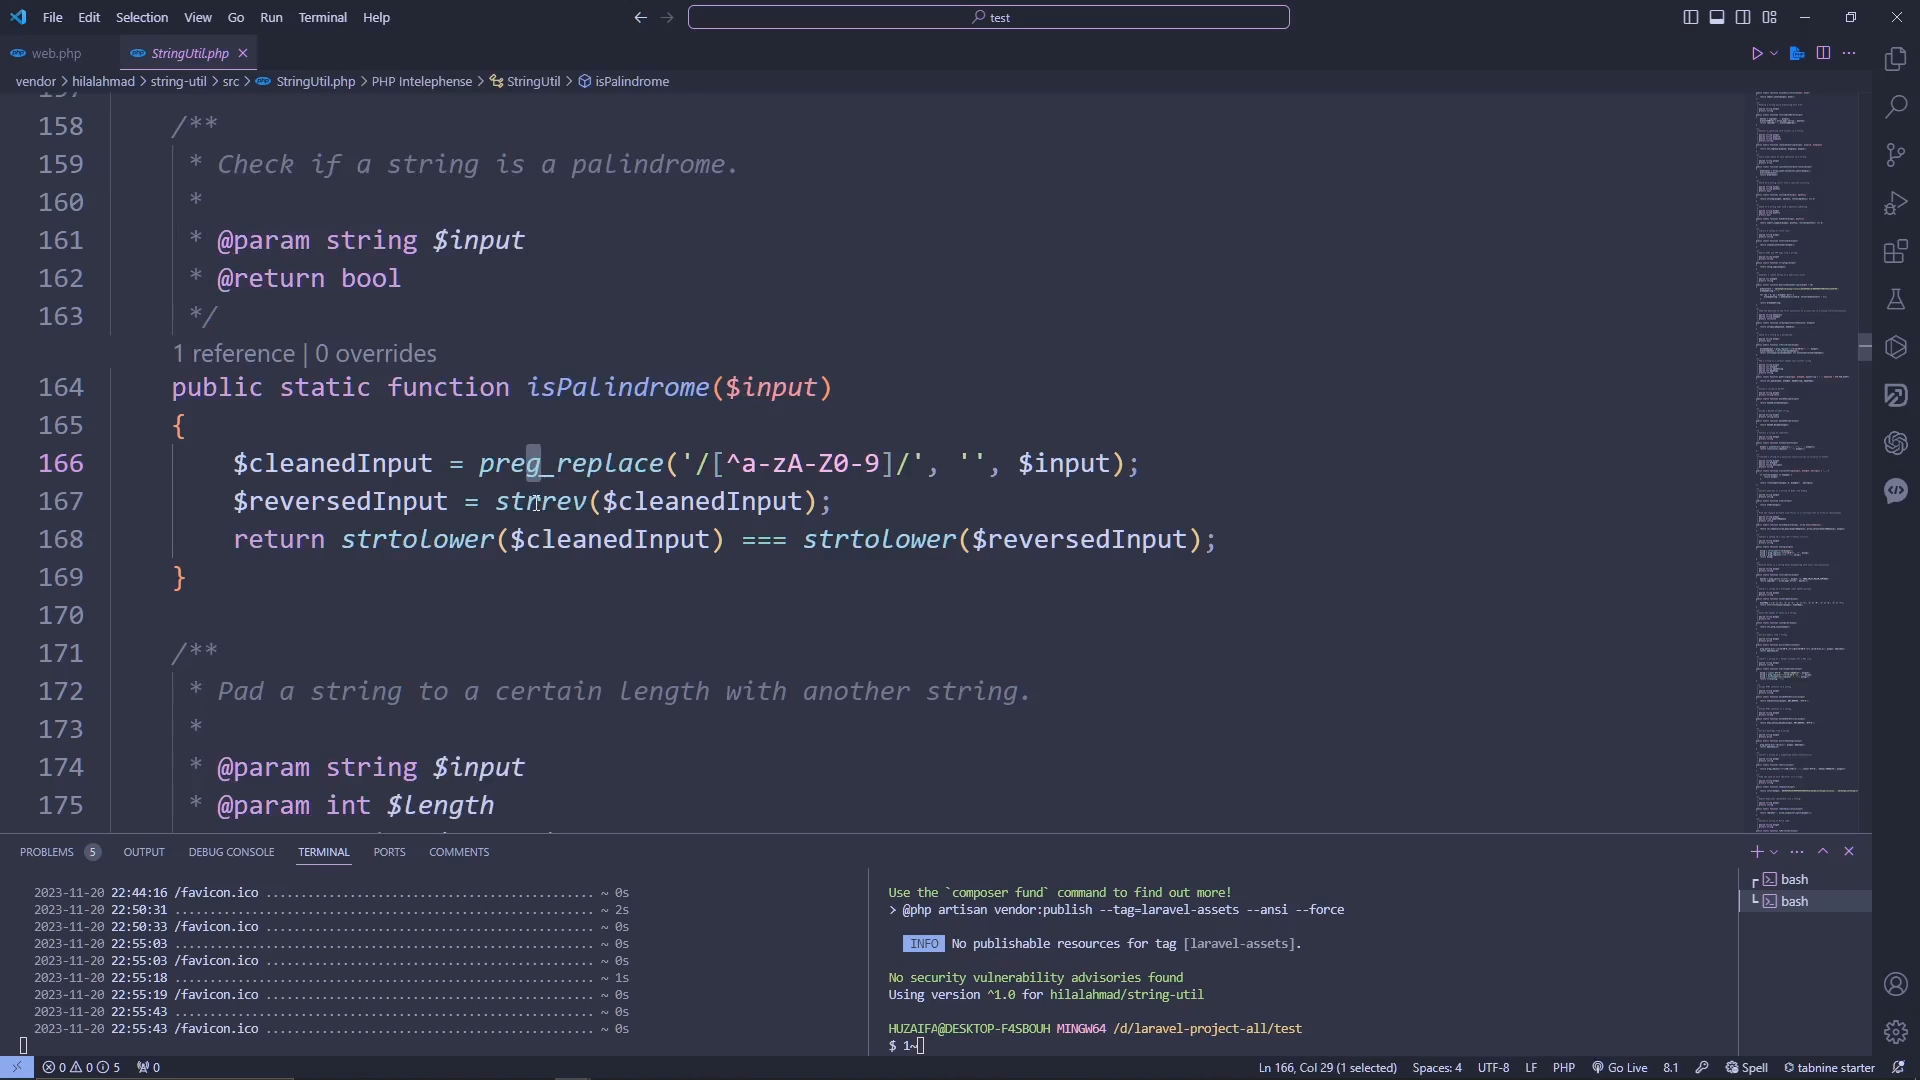 File Edit Selection View Go Run Terminal Help
test
web.php StringUtil.php
vendor > hilalahmad > string-util > src > StringUtil.php > PHP Intelephense > StringUtil > isPalindrome
158 /**
159 * Check if a string is a palindrome.
160 *
161 * @param string $input
162 * @return bool
163 */
1 reference | 0 overrides
164 public static function isPalindrome($input)
165 {
166 $cleanedInput = preg_replace('/[^a-zA-Z0-9]/', '', $input);
167 $reversedInput = strrev($cleanedInput);
168 return strtolower($cleanedInput) === strtolower($reversedInput);
169 }
170
171 /**
172 * Pad a string to a certain length with another string.
173 *
174 * @param string $input
175 * @param int $length
PROBLEMS 5 OUTPUT DEBUG CONSOLE TERMINAL PORTS COMMENTS
2023-11-20 22:44:16 /favicon.ico ........................................... ~ 0s
2023-11-20 22:50:31 ....................................................... ~ 2s
2023-11-20 22:50:33 /favicon.ico ........................................... ~ 0s
2023-11-20 22:55:03 ....................................................... ~ 0s
2023-11-20 22:55:03 /favicon.ico ........................................... ~ 0s
2023-11-20 22:55:18 ....................................................... ~ 1s
2023-11-20 22:55:19 /favicon.ico ........................................... ~ 0s
2023-11-20 22:55:43 ....................................................... ~ 0s
2023-11-20 22:55:43 /favicon.ico ........................................... ~ 0s
Use the `composer fund` command to find out more!
> @php artisan vendor:publish --tag=laravel-assets --ansi --force
INFO No publishable resources for tag [laravel-assets].
No security vulnerability advisories found
Using version ^1.0 for hilalahmad/string-util
HUZAIFA@DESKTOP-F4SBOUH MINGW64 /d/laravel-project-all/test
$ 1~
bash
bash
0 0 5 0 Ln 166, Col 29 (1 selected) Spaces: 4 UTF-8 LF PHP Go Live 8.1 Spell tabnine starter